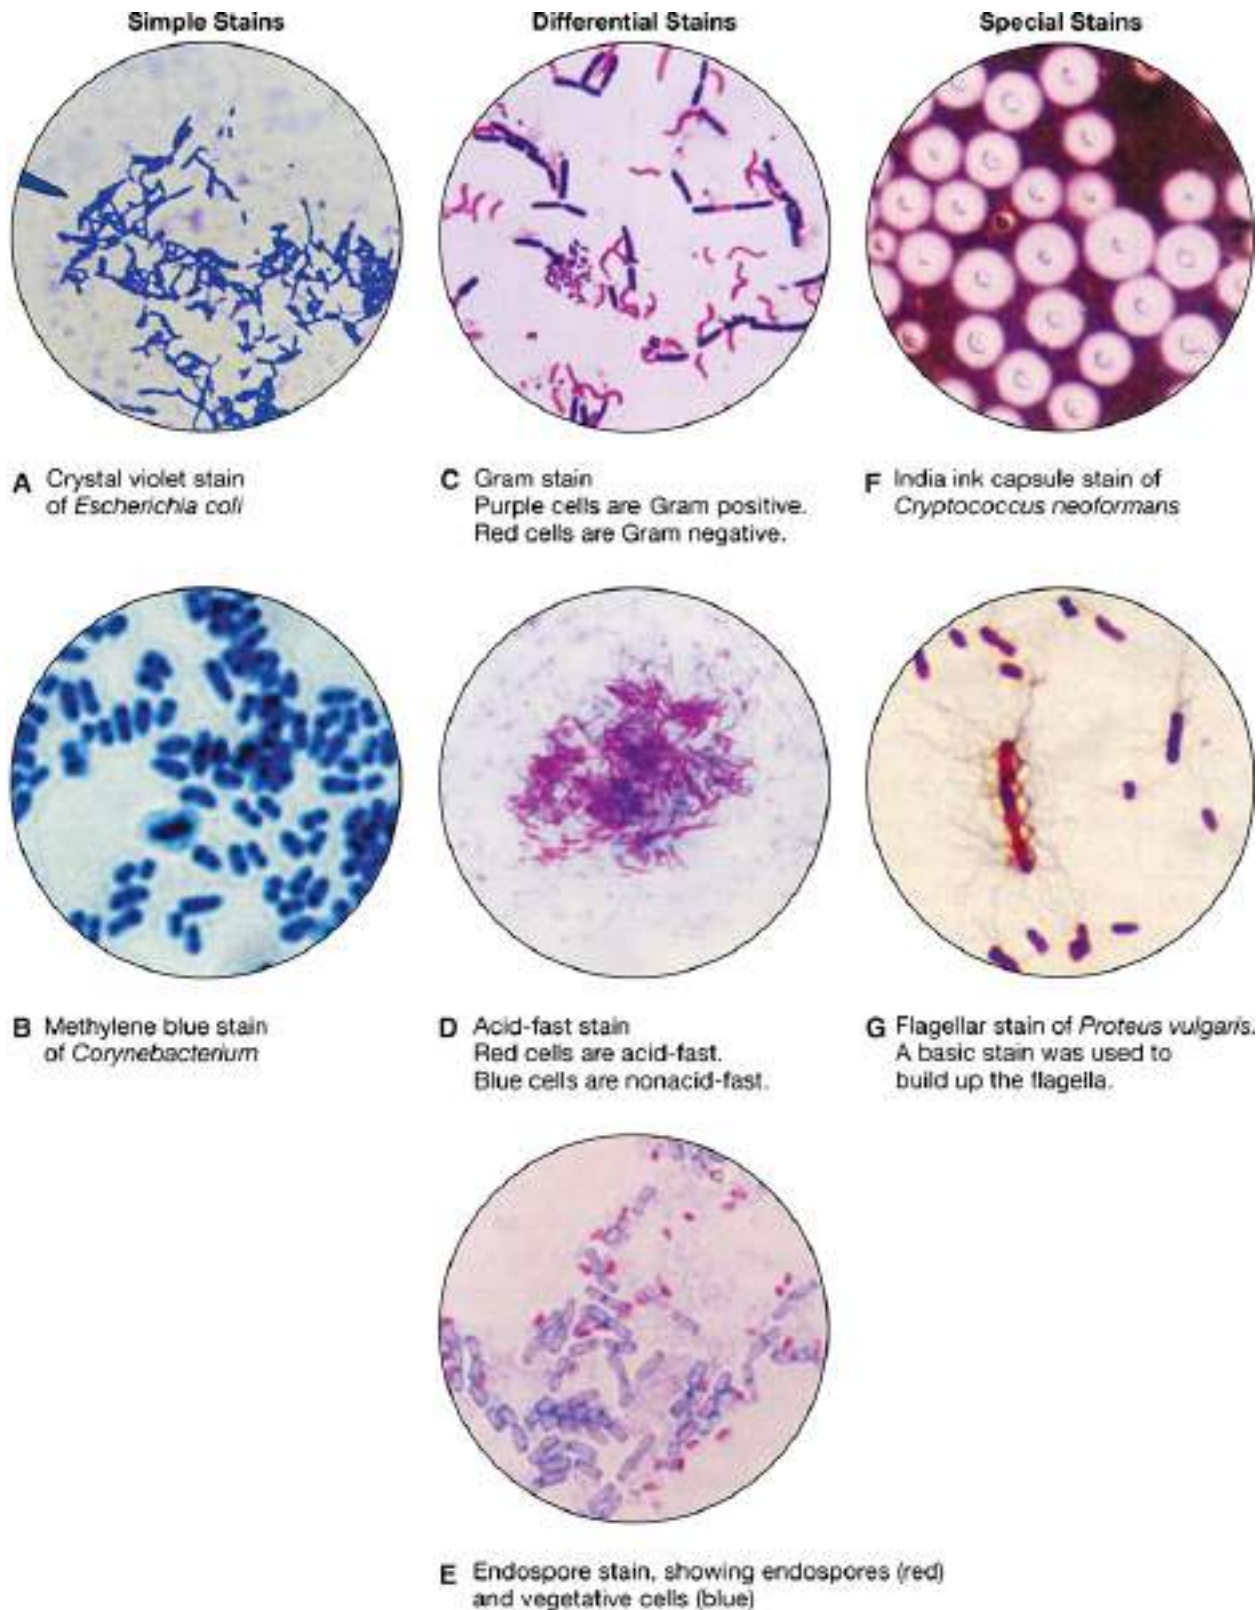 Simple Stains
Differential Stains
Special Stains
A Crystal violet stain
of Escherichia coli
C Gram stain
Purple cells are Gram positive.
Red cells are Gram negative.
F India ink capsule stain of
Cryptococcus neoformans
B Methylene blue stain
of Corynebacterium
D Acid-fast stain
Red cells are acid-fast.
Blue cells are nonacid-fast.
G Flagellar stain of Proteus vulgaris.
A basic stain was used to
build up the flagella.
E Endospore stain, showing endospores (red)
and vegetative cells (blue)